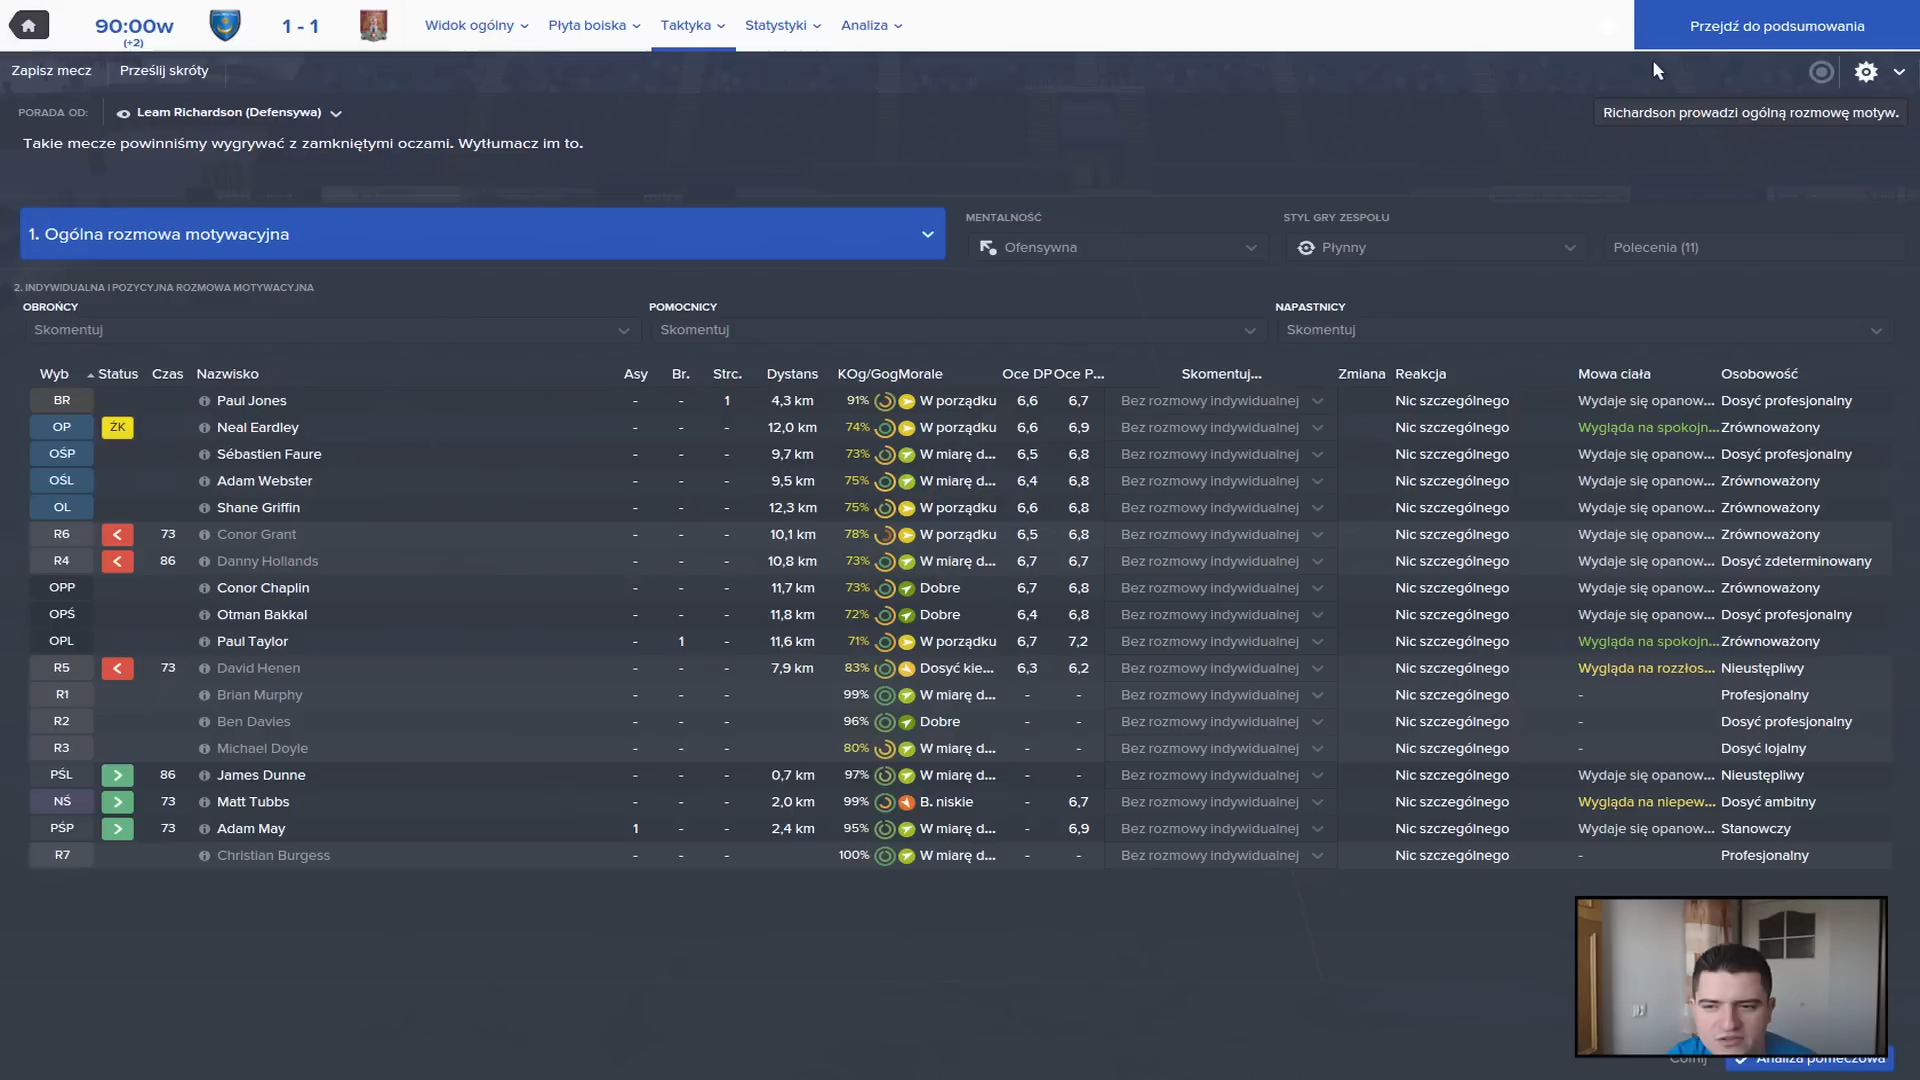 90:00w
(+2)
1 - 1
Widok ogólny
Płyta boiska
Taktyka
Statystyki
Analiza
Przejdź do podsumowania
Zapisz mecz
Prześlij skróty
PORADA OD:
Leam Richardson (Defensywa)
Richardson prowadzi ogólną rozmowę motyw.
Takie mecze powinniśmy wygrywać z zamkniętymi oczami. Wytłumacz im to.
1. Ogólna rozmowa motywacyjna
MENTALNOŚĆ
Ofensywna
STYL GRY ZESPOŁU
Płynny
Polecenia (11)
2. INDYWIDUALNA I POZYCYJNA ROZMOWA MOTYWACYJNA
OBROŃCY
POMOCNICY
NAPASTNICY
Skomentuj
Skomentuj
Skomentuj
Wyb Status Czas Nazwisko Asy Br. Strc. Dystans KOg/GogMorale Oce DP Oce P... Skomentuj... Zmiana Reakcja Mowa ciała Osobowość
BR Paul Jones - - 1 4,3 km 91% W porządku 6,6 6,7 Bez rozmowy indywidualnej Nic szczególnego Wydaje się opanow... Dosyć profesjonalny
OP ŻK Neal Eardley - - - 12,0 km 74% W porządku 6,6 6,9 Bez rozmowy indywidualnej Nic szczególnego Wygląda na spokojn... Zrównoważony
OŚP Sébastien Faure - - - 9,7 km 73% W miarę d... 6,5 6,8 Bez rozmowy indywidualnej Nic szczególnego Wydaje się opanow... Dosyć profesjonalny
OŚL Adam Webster - - - 9,5 km 75% W miarę d... 6,4 6,8 Bez rozmowy indywidualnej Nic szczególnego Wydaje się opanow... Zrównoważony
OL Shane Griffin - - - 12,3 km 75% W porządku 6,6 6,8 Bez rozmowy indywidualnej Nic szczególnego Wydaje się opanow... Zrównoważony
R6 73 Conor Grant - - - 10,1 km 78% W porządku 6,5 6,8 Bez rozmowy indywidualnej Nic szczególnego Wydaje się opanow... Zrównoważony
R4 86 Danny Hollands - - - 10,8 km 73% W miarę d... 6,7 6,7 Bez rozmowy indywidualnej Nic szczególnego Wydaje się opanow... Dosyć zdeterminowany
OPP Conor Chaplin - - - 11,7 km 73% Dobre 6,7 6,8 Bez rozmowy indywidualnej Nic szczególnego Wydaje się opanow... Zrównoważony
OPŚ Otman Bakkal - - - 11,8 km 72% Dobre 6,4 6,8 Bez rozmowy indywidualnej Nic szczególnego Wydaje się opanow... Dosyć profesjonalny
OPL Paul Taylor - 1 - 11,6 km 71% W porządku 6,7 7,2 Bez rozmowy indywidualnej Nic szczególnego Wygląda na spokojn... Zrównoważony
R5 73 David Henen - - - 7,9 km 83% Dosyć kie... 6,3 6,2 Bez rozmowy indywidualnej Nic szczególnego Wygląda na rozzłos... Nieustępliwy
R1 Brian Murphy - - - 99% W miarę d... - - Bez rozmowy indywidualnej Nic szczególnego - Profesjonalny
R2 Ben Davies - - - 96% Dobre - - Bez rozmowy indywidualnej Nic szczególnego - Dosyć profesjonalny
R3 Michael Doyle - - - 80% W miarę d... - - Bez rozmowy indywidualnej Nic szczególnego - Dosyć lojalny
PŚL 86 James Dunne - - - 0,7 km 97% W miarę d... - - Bez rozmowy indywidualnej Nic szczególnego Wydaje się opanow... Nieustępliwy
NŚ 73 Matt Tubbs - - - 2,0 km 99% B. niskie - 6,7 Bez rozmowy indywidualnej Nic szczególnego Wygląda na niepew... Dosyć ambitny
PŚP 73 Adam May 1 - - 2,4 km 95% W miarę d... - 6,9 Bez rozmowy indywidualnej Nic szczególnego Wydaje się opanow... Stanowczy
R7 Christian Burgess - - - 100% W miarę d... - - Bez rozmowy indywidualnej Nic szczególnego - Profesjonalny
Cofnij
Analiza pomeczowa